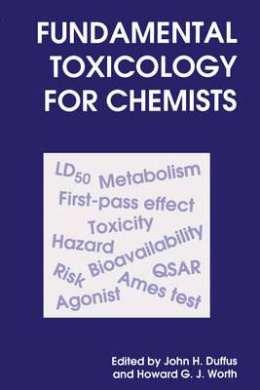 FUNDAMENTAL
TOXICOLOGY
FOR CHEMISTS
LD50 Metabolism
First-pass effect
Toxicity
Hazard
Bioavailability
Risk
QSAR
Agonist
Ames test
Edited by John H. Duffus
and Howard G. J. Worth